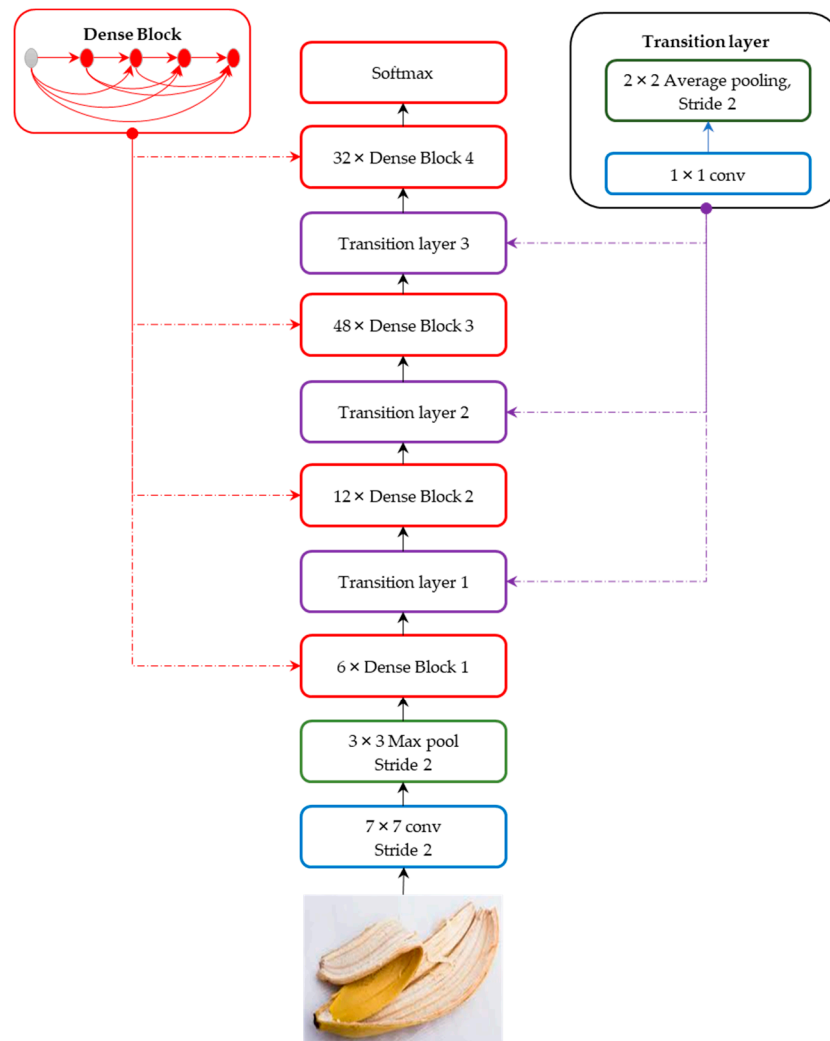 Dense Block
Softmax
32 × Dense Block 4
Transition layer 3
48 × Dense Block 3
Transition layer 2
12 × Dense Block 2
Transition layer 1
6 × Dense Block 1
3 × 3 Max pool
Stride 2
7 × 7 conv
Stride 2
Transition layer
2 × 2 Average pooling,
Stride 2
1 × 1 conv